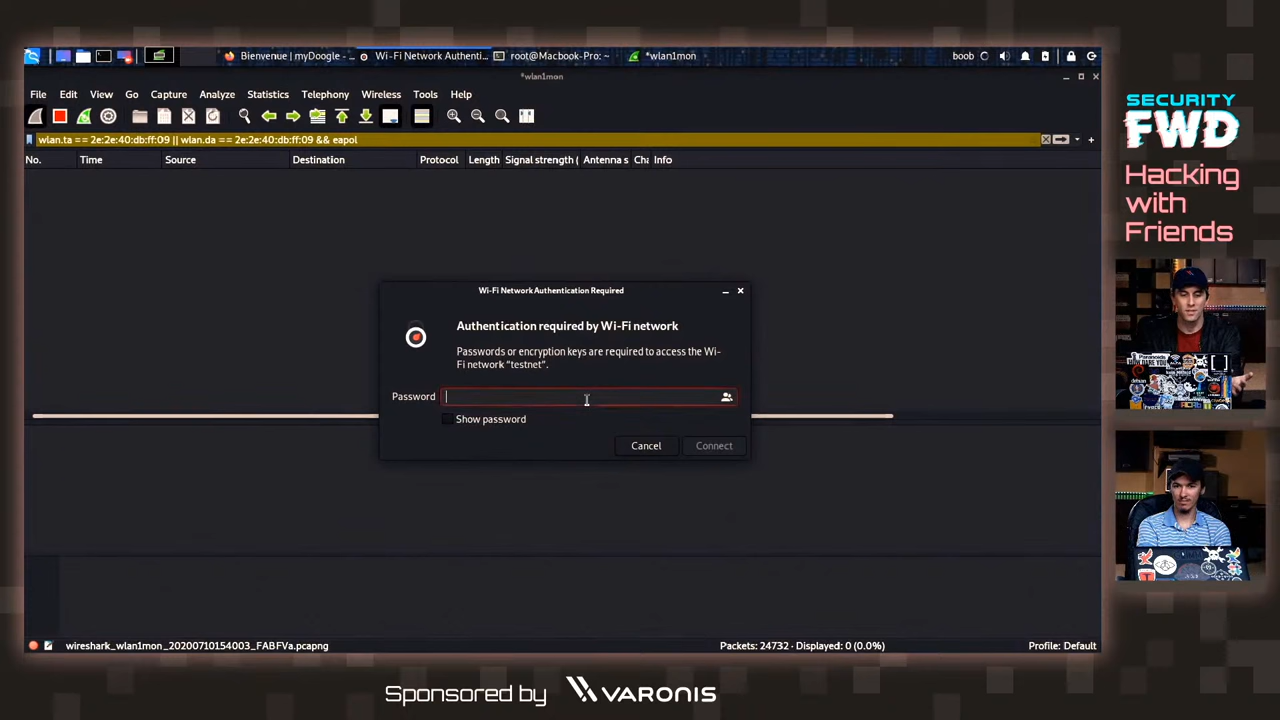 Bienvenue | myDoogle - ...
Wi-Fi Network Authenti...
root@Macbook-Pro: ~
*wlan1mon
boob
*wlan1mon
File Edit View Go Capture Analyze Statistics Telephony Wireless Tools Help
wlan.ta == 2e:2e:40:db:ff:09 || wlan.da == 2e:2e:40:db:ff:09 && eapol
No. Time Source Destination Protocol Length Signal strength ( Antenna s Cha Info
Wi-Fi Network Authentication Required
Authentication required by Wi-Fi network
Passwords or encryption keys are required to access the Wi-
Fi network "testnet".
Password
Show password
Cancel Connect
wireshark_wlan1mon_20200710154003_FABFVa.pcapng
Packets: 24732 · Displayed: 0 (0.0%)
Profile: Default
SECURITY
FWD
Hacking
with
Friends
Sponsored by VARONIS